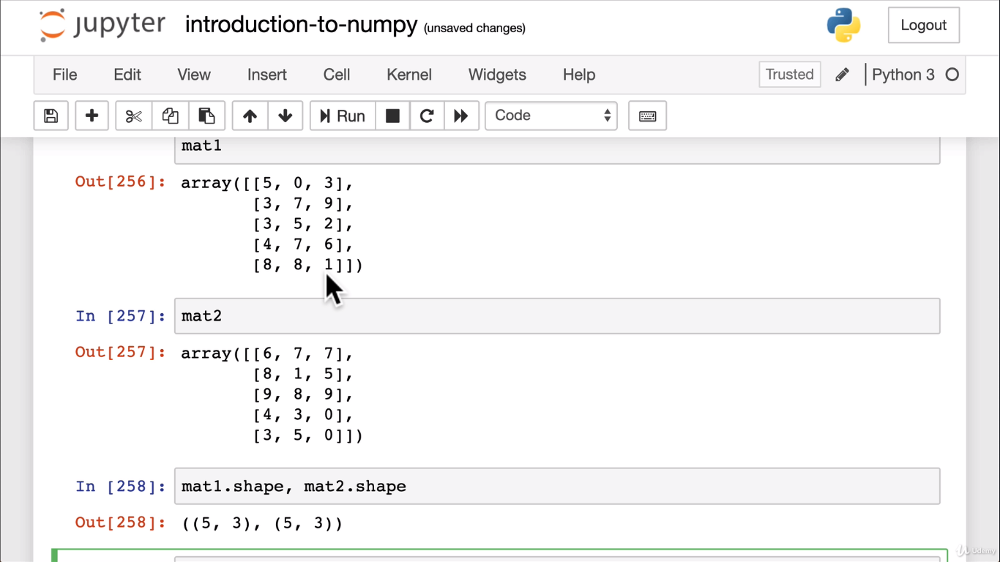 jupyter introduction-to-numpy (unsaved changes) Logout
File Edit View Insert Cell Kernel Widgets Help Trusted Python 3
Run Code
mat1
Out[256]: array([[5, 0, 3],
[3, 7, 9],
[3, 5, 2],
[4, 7, 6],
[8, 8, 1]])
In [257]: mat2
Out[257]: array([[6, 7, 7],
[8, 1, 5],
[9, 8, 9],
[4, 3, 0],
[3, 5, 0]])
In [258]: mat1.shape, mat2.shape
Out[258]: ((5, 3), (5, 3))
Udemy